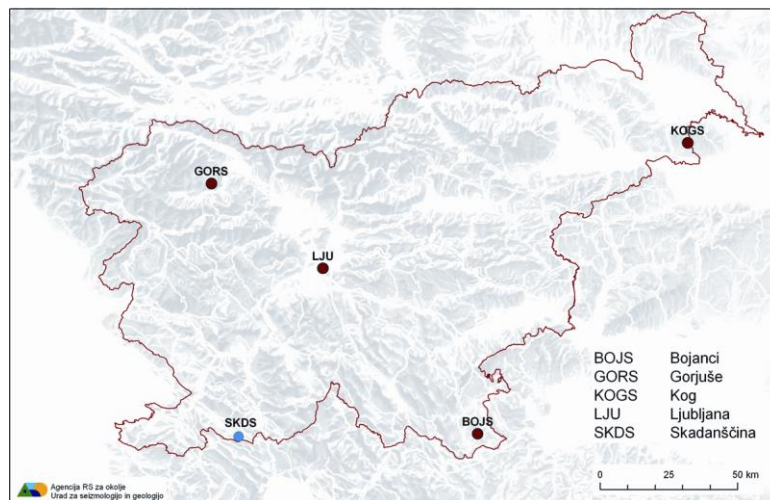 KOGS
GORS
LJU
SKDS
BOJS
BOJS Bojanci
GORS Gorjuše
KOGS Kog
LJU Ljubljana
SKDS Skadanščina
0 25 50 km
Agencija RS za okolje
Urad za seizmologijo in geologijo